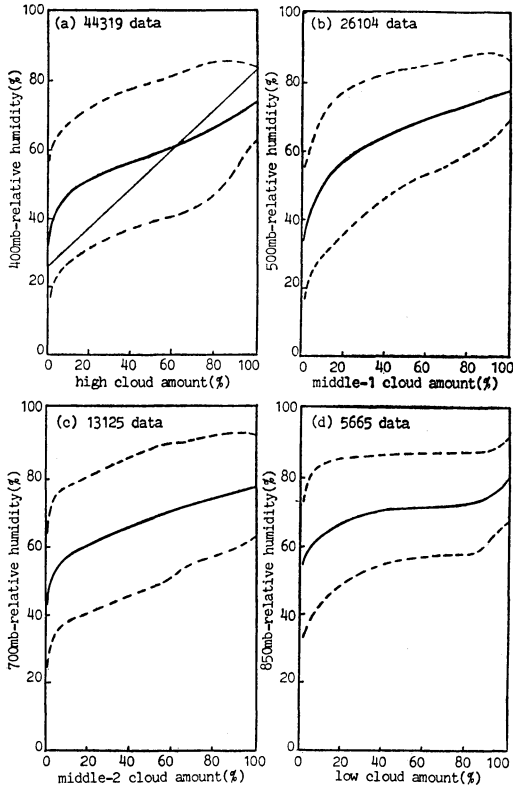 (a) 44319 data
400mb-relative humidity(%)
100
80
60
40
20
0
0 20 40 60 80 100
high cloud amount(%)
(b) 26104 data
500mb-relative humidity(%)
100
80
60
40
20
0
0 20 40 60 80 100
middle-1 cloud amount(%)
(c) 13125 data
700mb-relative humidity(%)
100
80
60
40
20
0
0 20 40 60 80 100
middle-2 cloud amount(%)
(d) 5665 data
850mb-relative humidity(%)
100
80
60
40
20
0
0 20 40 60 80 100
low cloud amount(%)